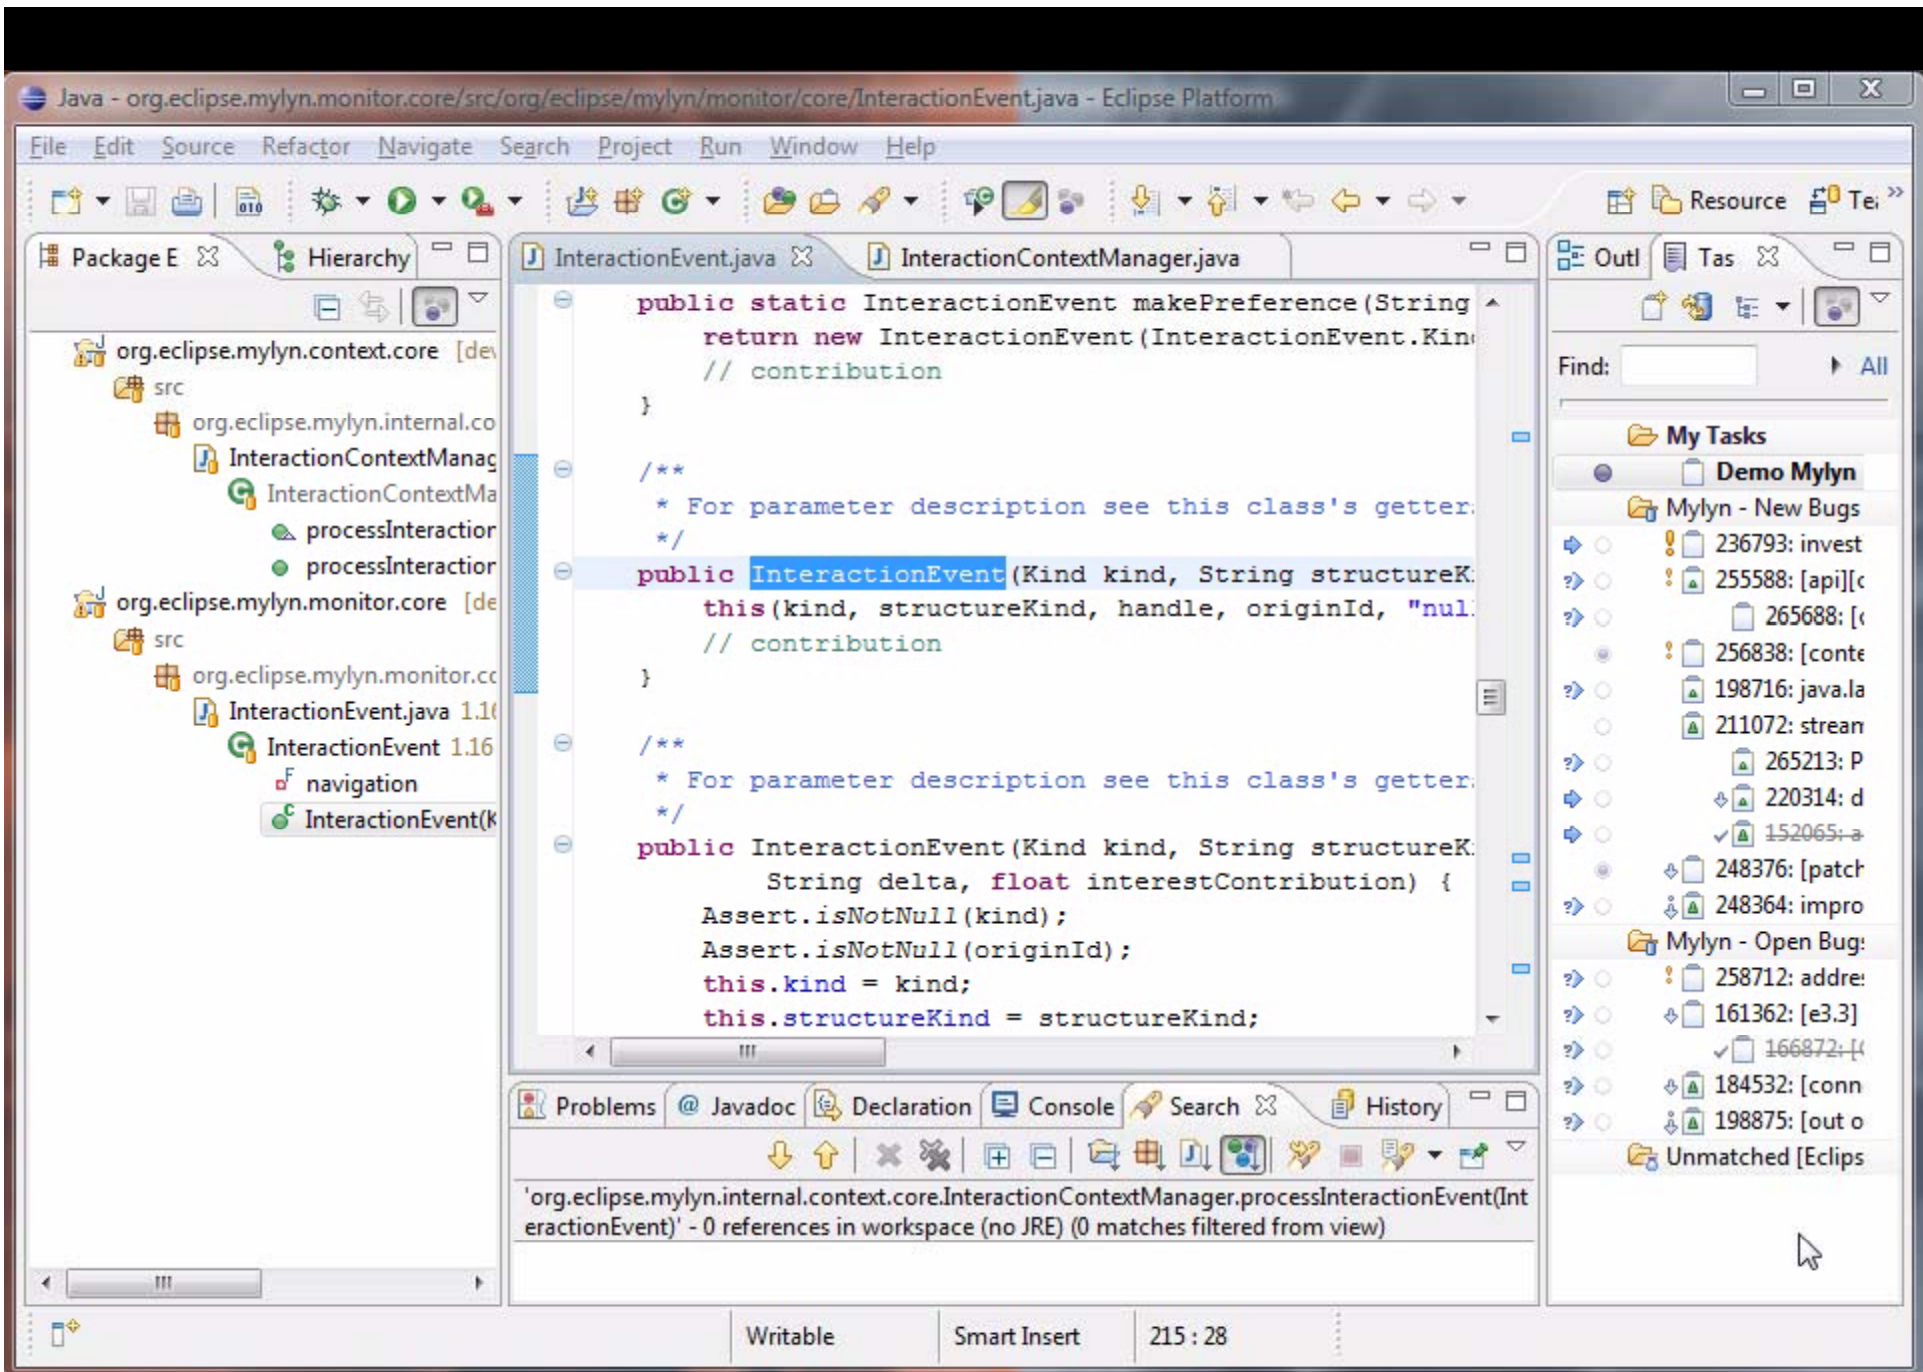 Java - org.eclipse.mylyn.monitor.core/src/org/eclipse/mylyn/monitor/core/InteractionEvent.java - Eclipse Platform
File Edit Source Refactor Navigate Search Project Run Window Help
Resource Tea
Package E Hierarchy
org.eclipse.mylyn.context.core [dev
src
org.eclipse.mylyn.internal.co
InteractionContextManag
InteractionContextMa
processInteraction
processInteraction
org.eclipse.mylyn.monitor.core [de
src
org.eclipse.mylyn.monitor.cc
InteractionEvent.java 1.16
InteractionEvent 1.16
navigation
InteractionEvent(K
InteractionEvent.java InteractionContextManager.java
public static InteractionEvent makePreference(String
return new InteractionEvent(InteractionEvent.Kin
// contribution
}
/**
* For parameter description see this class's getter
*/
public InteractionEvent(Kind kind, String structureK
this(kind, structureKind, handle, originId, "nul
// contribution
}
/**
* For parameter description see this class's getter
*/
public InteractionEvent(Kind kind, String structureK
String delta, float interestContribution) {
Assert.isNotNull(kind);
Assert.isNotNull(originId);
this.kind = kind;
this.structureKind = structureKind;
Problems @ Javadoc Declaration Console Search History
'org.eclipse.mylyn.internal.context.core.InteractionContextManager.processInteractionEvent(Int
eractionEvent)' - 0 references in workspace (no JRE) (0 matches filtered from view)
Outl Tas
Find: All
My Tasks
Demo Mylyn
Mylyn - New Bugs
236793: invest
255588: [api][c
265688: [c
256838: [conte
198716: java.la
211072: stream
265213: P
220314: d
152065: a
248376: [patch
248364: impro
Mylyn - Open Bugs
258712: addre
161362: [e3.3]
166872: [
184532: [conn
198875: [out o
Unmatched [Eclips
Writable Smart Insert 215 : 28